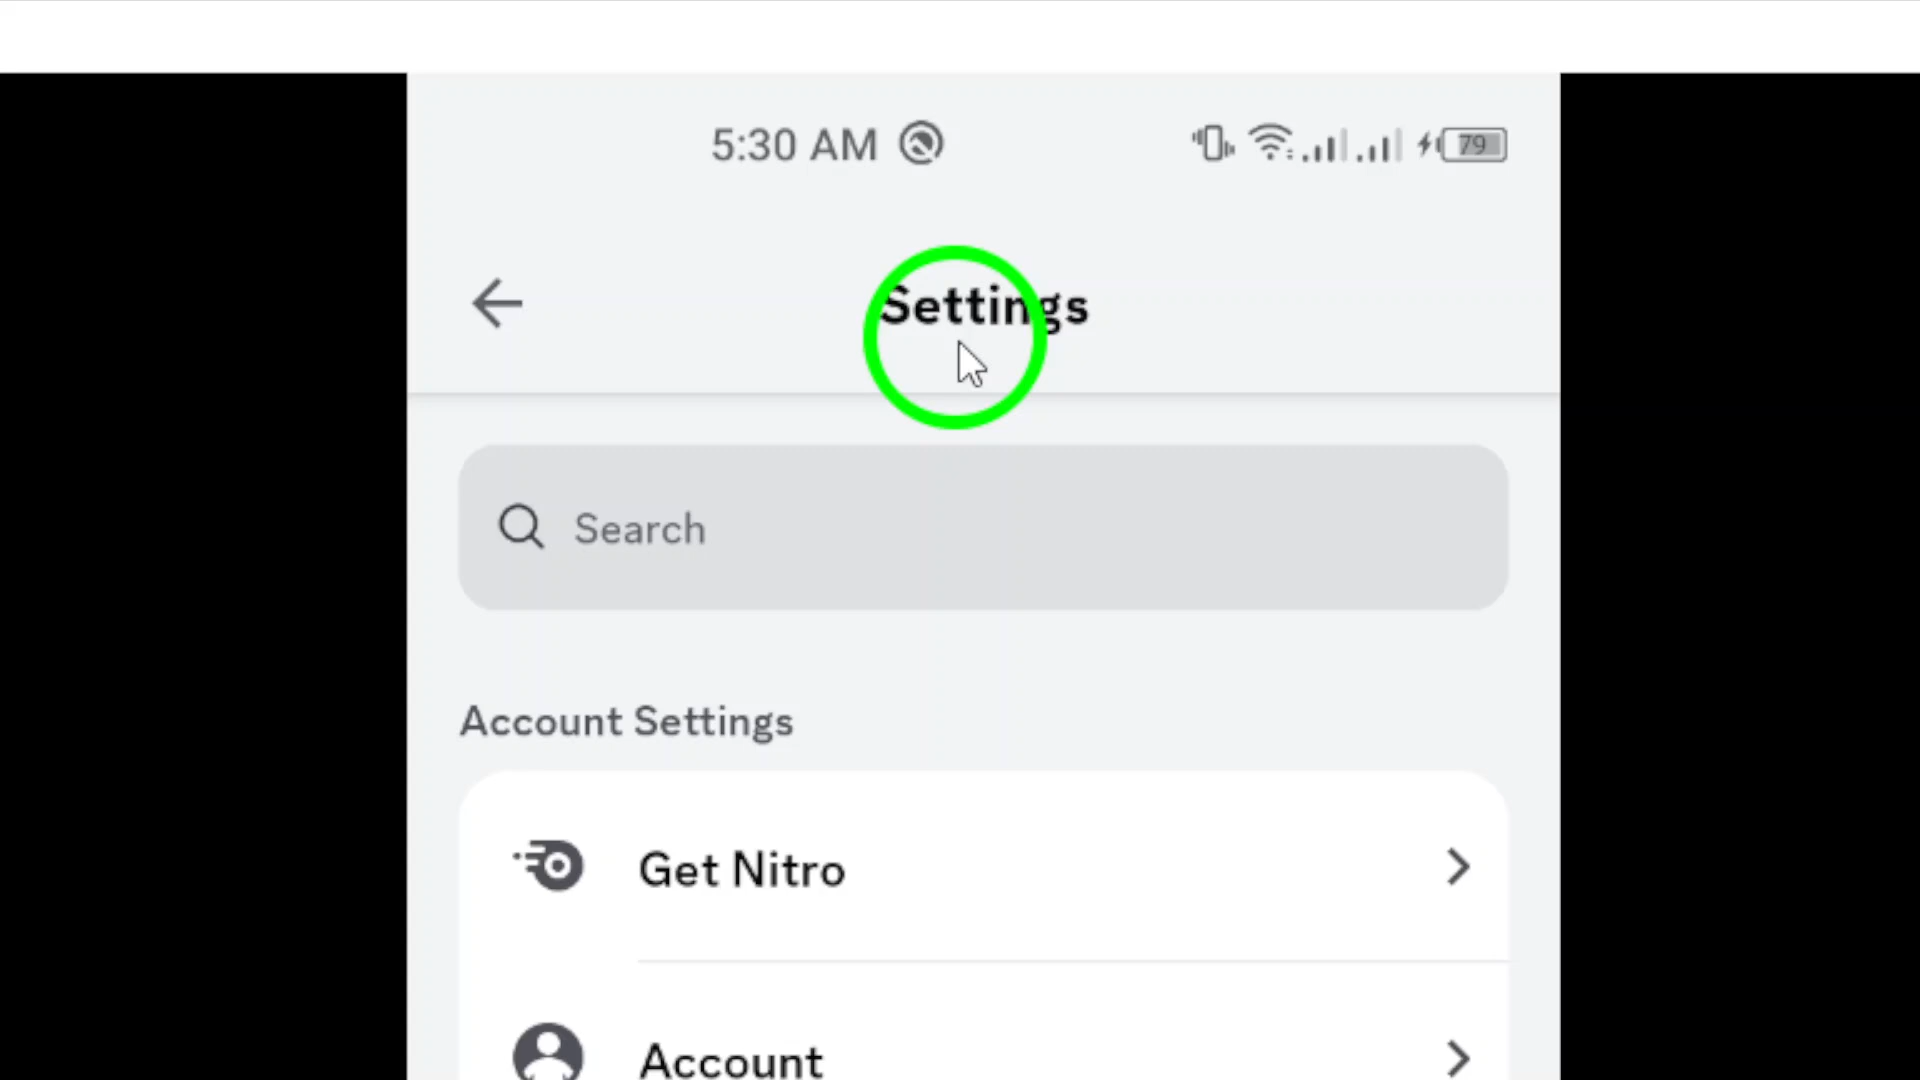 5:30 AM 79
Settings
Search
Account Settings
Get Nitro
Account